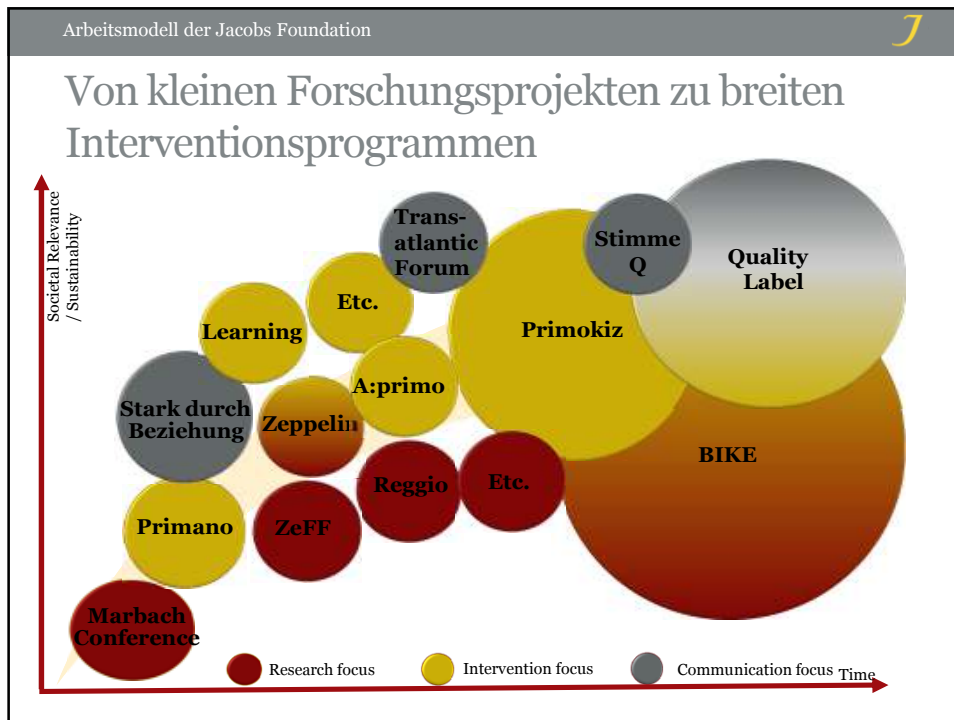 Arbeitsmodell der Jacobs Foundation
J
Von kleinen Forschungsprojekten zu breiten
Interventionsprogrammen
Societal Relevance
/ Sustainability
Trans-
atlantic
Forum
Stimme
Q
Quality
Label
Etc.
Learning
Primokiz
A:primo
Stark durch
Beziehung
Zeppelin
BIKE
Reggio
Etc.
Primano
ZeFF
Marbach
Conference
Research focus
Intervention focus
Communication focus
Time